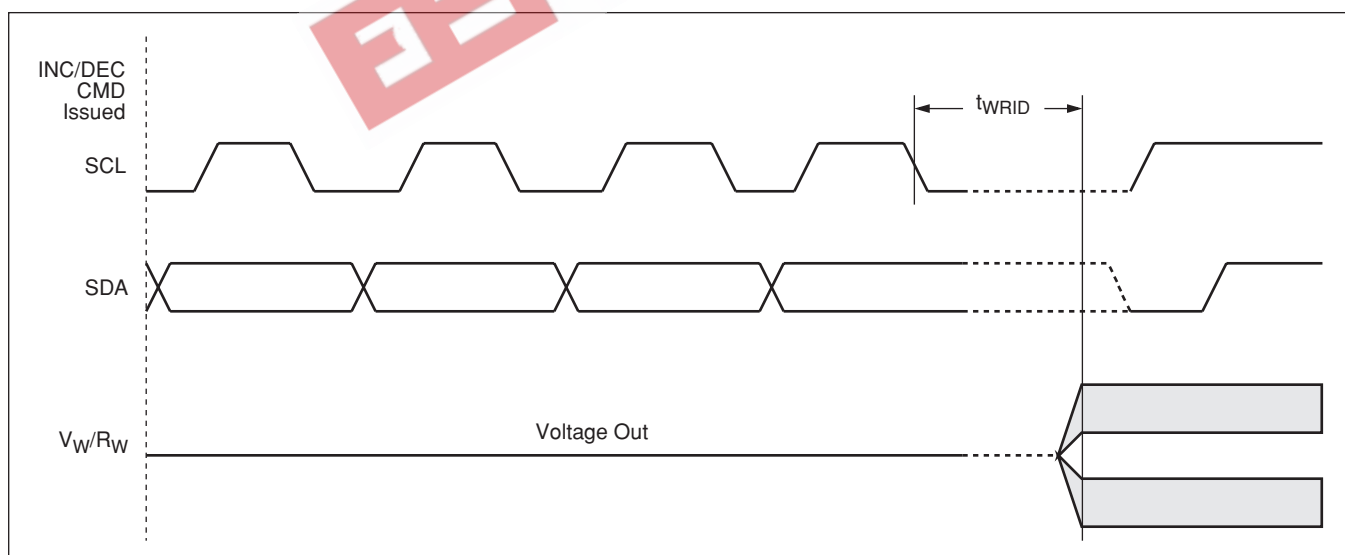 INC/DEC
CMD
Issued
tWRID
SCL
SDA
Voltage Out
VW/RW